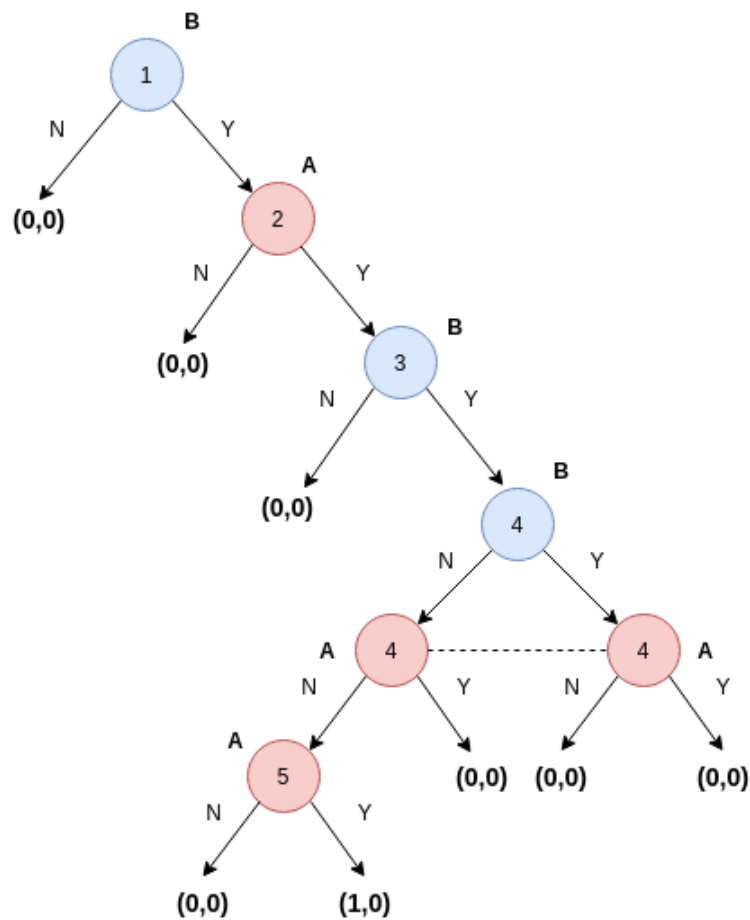 B
1
N Y
A
(0,0)
2
N Y
B
(0,0)
3
N Y
B
(0,0)
4
N Y
A 4 4 A
N Y N Y
A
5 (0,0) (0,0) (0,0)
N Y
(0,0) (1,0)